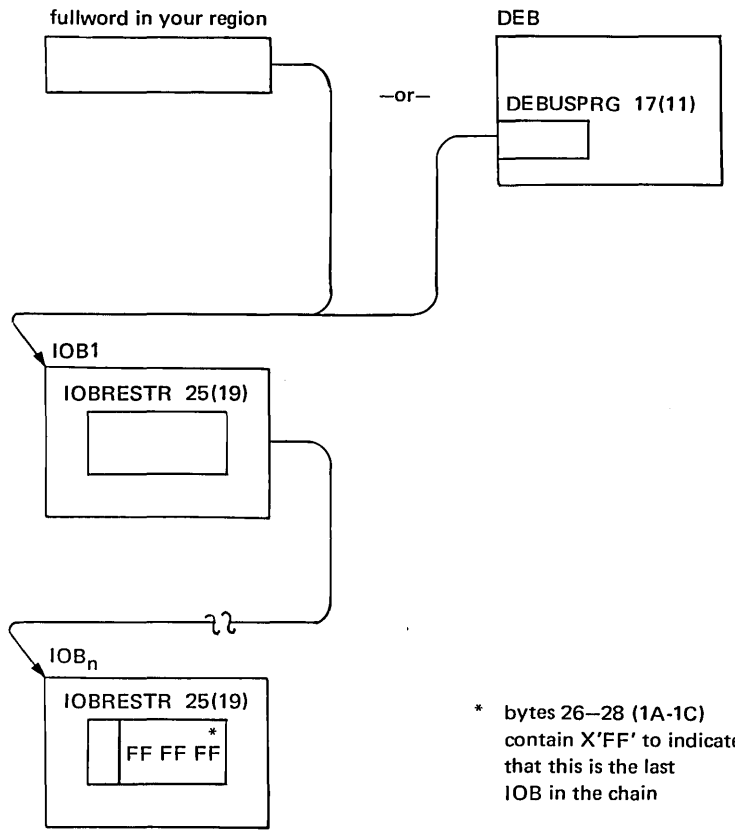 fullword in your region
DEB
—or—
DEBUSPRG 17(11)
IOB1
IOBRESTR 25(19)
IOBn
IOBRESTR 25(19)
*
FF FF FF
* bytes 26—28 (1A-1C)
contain X'FF' to indicate
that this is the last
IOB in the chain